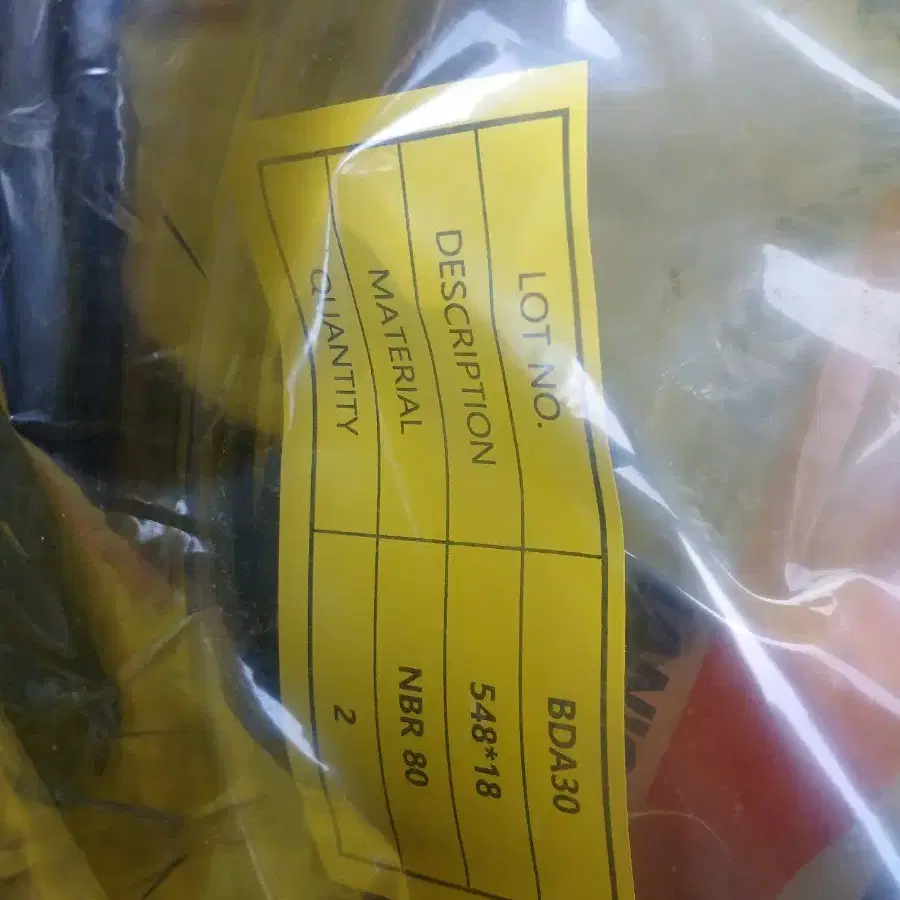 LOT NO. BDA30
DESCRIPTION 548*18
MATERIAL NBR 80
QUANTITY 2